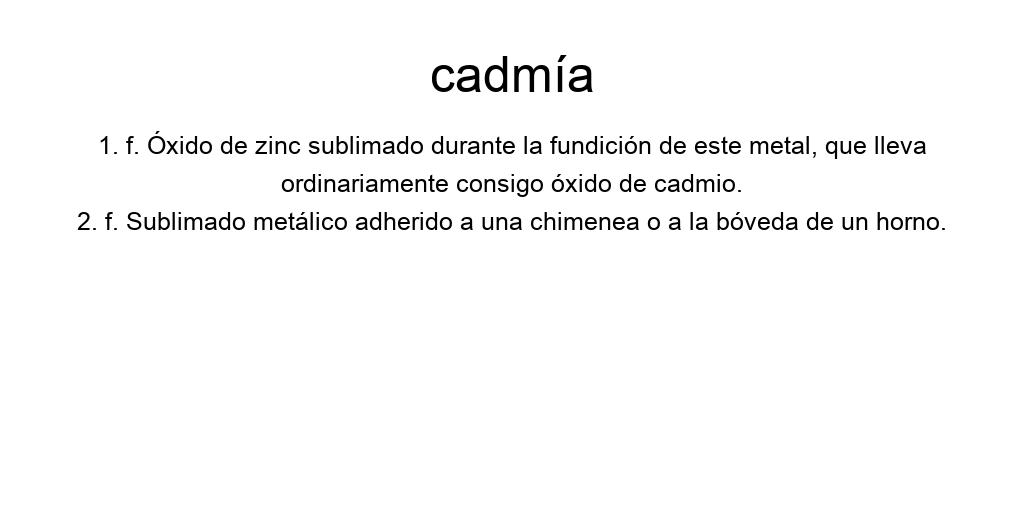 cadmía
1. f. Óxido de zinc sublimado durante la fundición de este metal, que lleva
ordinariamente consigo óxido de cadmio.
2. f. Sublimado metálico adherido a una chimenea o a la bóveda de un horno.